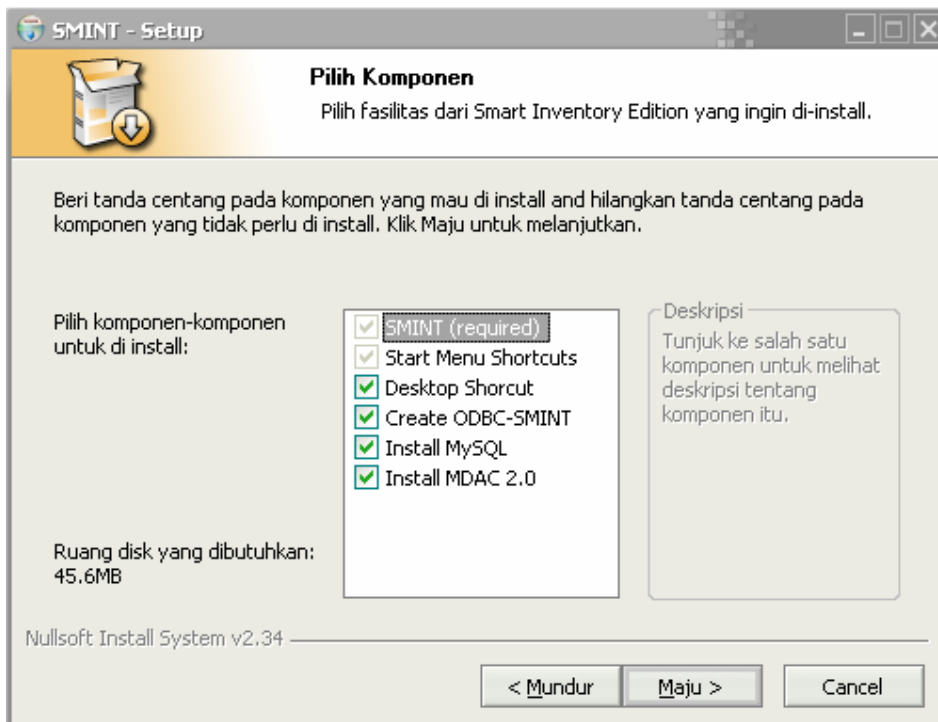 SMINT - Setup
Pilih Komponen
Pilih fasilitas dari Smart Inventory Edition yang ingin di-install.
Beri tanda centang pada komponen yang mau di install and hilangkan tanda centang pada
komponen yang tidak perlu di install. Klik Maju untuk melanjutkan.
Pilih komponen-komponen
untuk di install:
SMINT (required)
Start Menu Shortcuts
Desktop Shorcut
Create ODBC-SMINT
Install MySQL
Install MDAC 2.0
Deskripsi
Tunjuk ke salah satu
komponen untuk melihat
deskripsi tentang
komponen itu.
Ruang disk yang dibutuhkan:
45.6MB
Nullsoft Install System v2.34
< Mundur
Maju >
Cancel